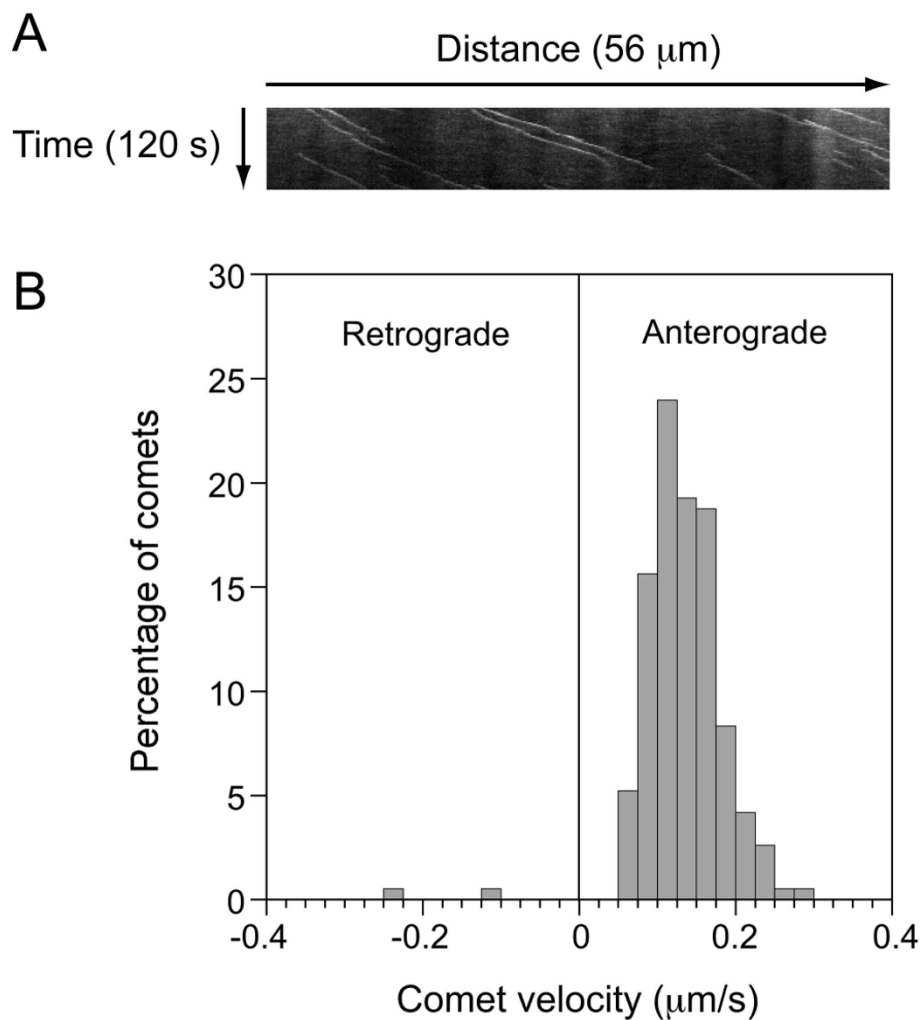 A
Distance (56 μm)
Time (120 s)
B
30
25
20
15
10
5
0
Retrograde
Anterograde
Percentage of comets
-0.4
-0.2
0
0.2
0.4
Comet velocity (μm/s)